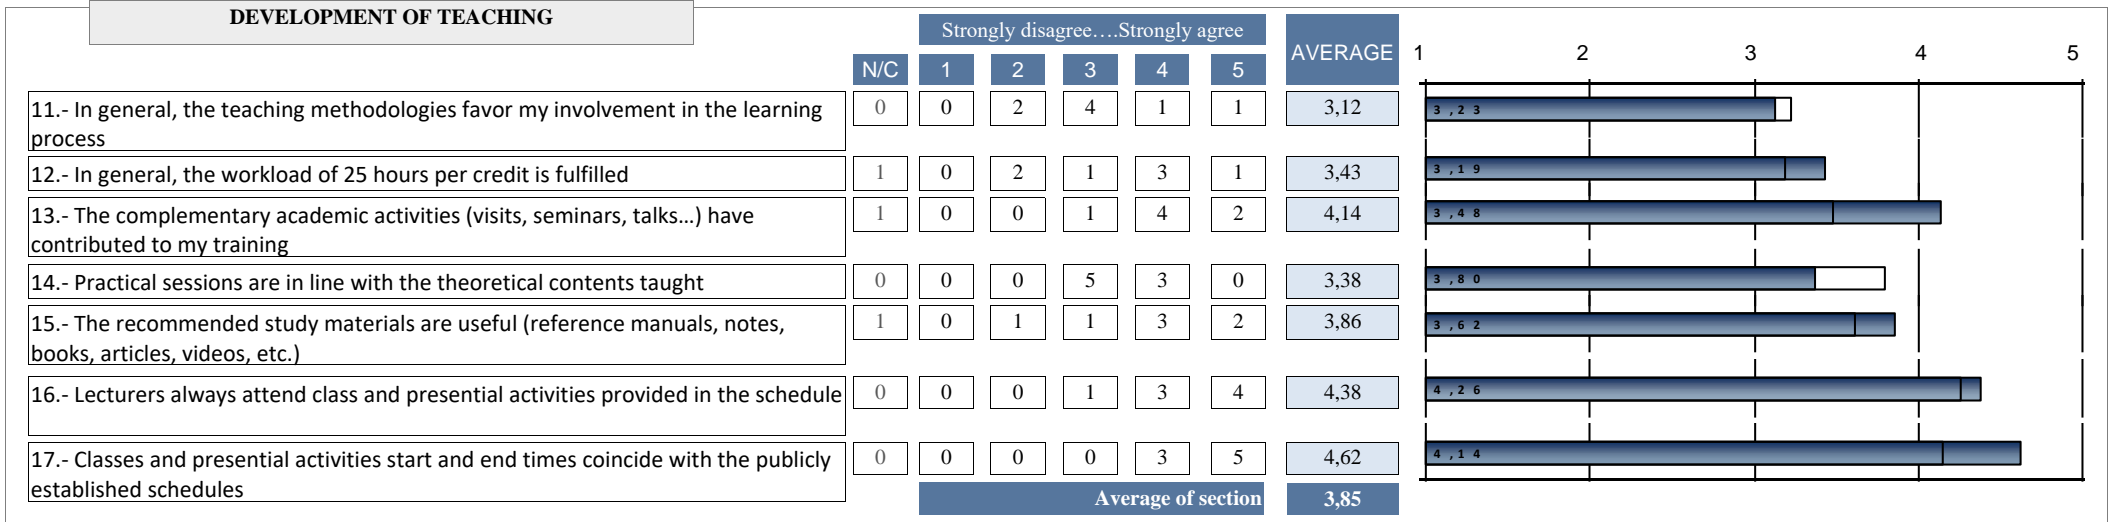 DEVELOPMENT OF TEACHING
Strongly disagree….Strongly agree
AVERAGE
1 2 3 4 5
N/C 1 2 3 4 5
11.- In general, the teaching methodologies favor my involvement in the learning
process
0 0 2 4 1 1 3,12
3,23
12.- In general, the workload of 25 hours per credit is fulfilled
1 0 2 1 3 1 3,43
3,19
13.- The complementary academic activities (visits, seminars, talks…) have
contributed to my training
1 0 0 1 4 2 4,14
3,48
14.- Practical sessions are in line with the theoretical contents taught
0 0 0 5 3 0 3,38
3,80
15.- The recommended study materials are useful (reference manuals, notes,
books, articles, videos, etc.)
1 0 1 1 3 2 3,86
3,62
16.- Lecturers always attend class and presential activities provided in the schedule
0 0 0 1 3 4 4,38
4,26
17.- Classes and presential activities start and end times coincide with the publicly
established schedules
0 0 0 0 3 5 4,62
4,14
Average of section 3,85